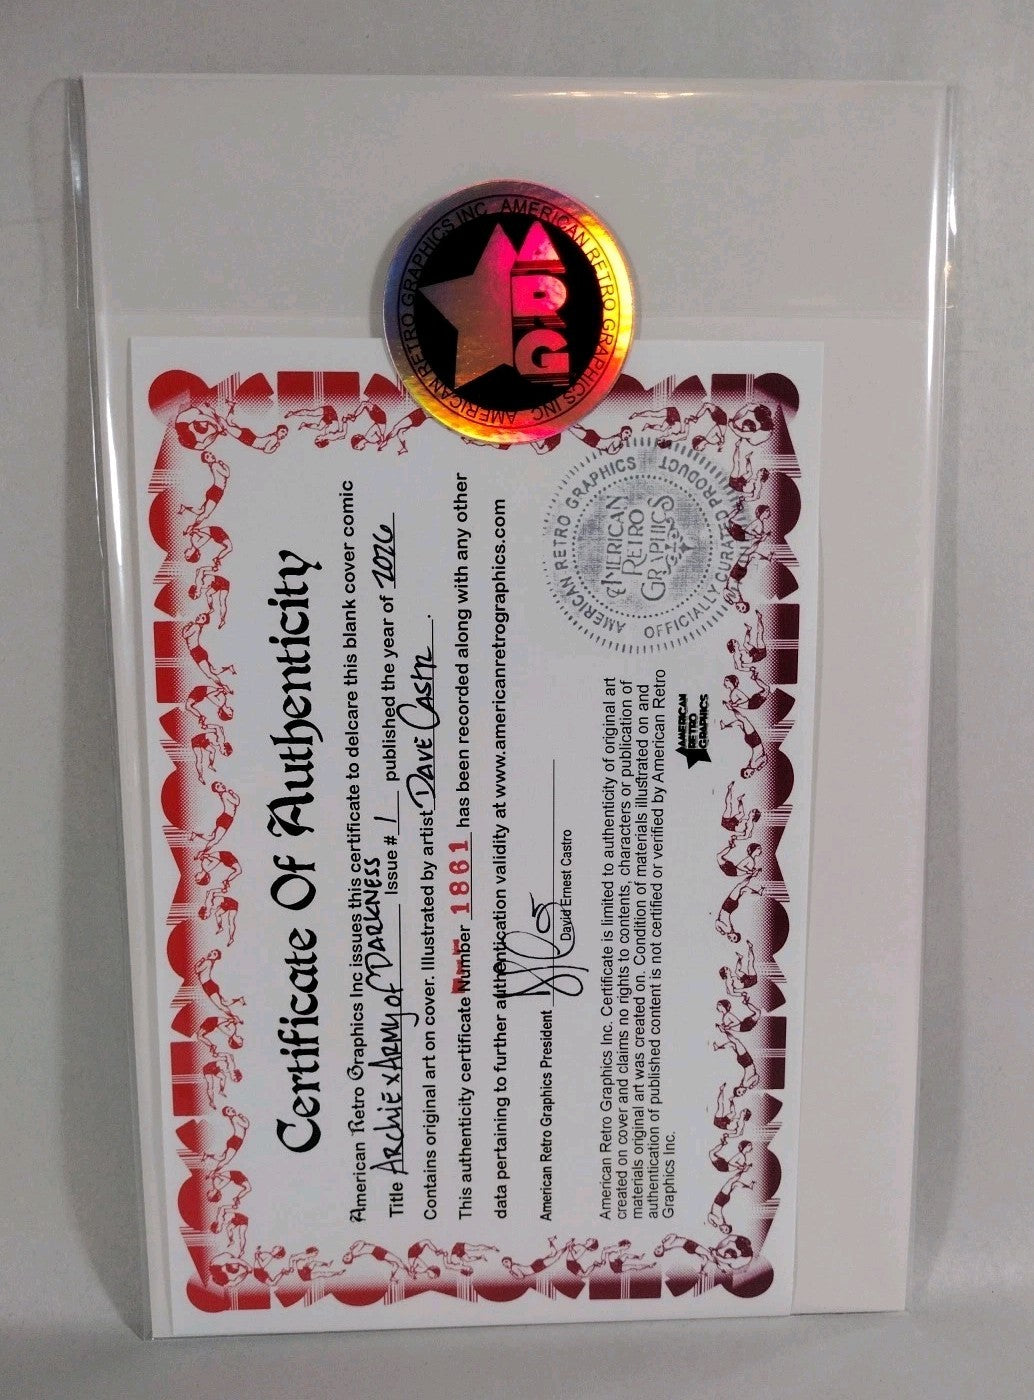 AMERICAN RETRO GRAPHICS INC. AMERICAN RETRO GRAPHICS INC.
ARG
Certificate Of Authenticity
American Retro Graphics Inc issues this certificate to delcare this blank cover comic
Title ARCHIE X ARMY of DARKNESS Issue # 1 published the year of 2026
Contains original art on cover. Illustrated by artist DAVE CASTR.
This authenticity certificate Number 1861 has been recorded along with any other
data pertaining to further authentication validity at www.americanretrographics.com
American Retro Graphics President
David Ernest Castro
American Retro Graphics Inc. Certificate is limited to authenticity of original art
created on cover and claims no rights to contents, characters or publication of
materials original art was created on. Condition of materials illustrated on and
authentication of published content is not certified or verified by American Retro
Graphics Inc.
AMERICAN
RETRO
GRAPHICS
AMERICAN RETRO GRAPHICS
OFFICIALLY CURATED PRODUCT
AMERICAN
RETRO
GRAPHICS